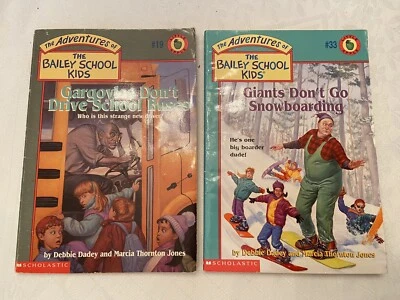 The Adventures of
THE
BAILEY SCHOOL
KIDS
#19
Gargoyles Don't
Drive School Buses
Who is this strange new driver?
by Debbie Dadey and Marcia Thornton Jones
SCHOLASTIC
The Adventures of
THE
BAILEY SCHOOL
KIDS
#33
Giants Don't Go
Snowboarding
He's one
big boarder
dude!
by Debbie Dadey and Marcia Thornton Jones
SCHOLASTIC